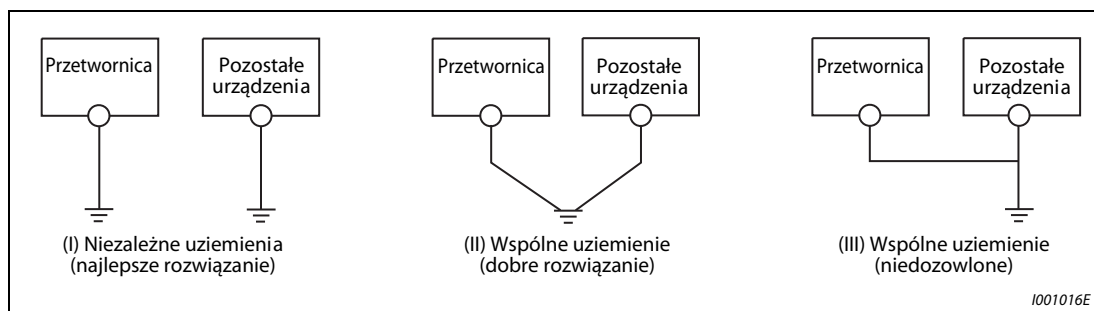 Przetwornica
Pozostałe
urządzenia
(I) Niezależne uziemienia
(najlepsze rozwiązanie)
Przetwornica
Pozostałe
urządzenia
(II) Wspólne uziemienie
(dobre rozwiązanie)
Przetwornica
Pozostałe
urządzenia
(III) Wspólne uziemienie
(niedozowlone)
I001016E